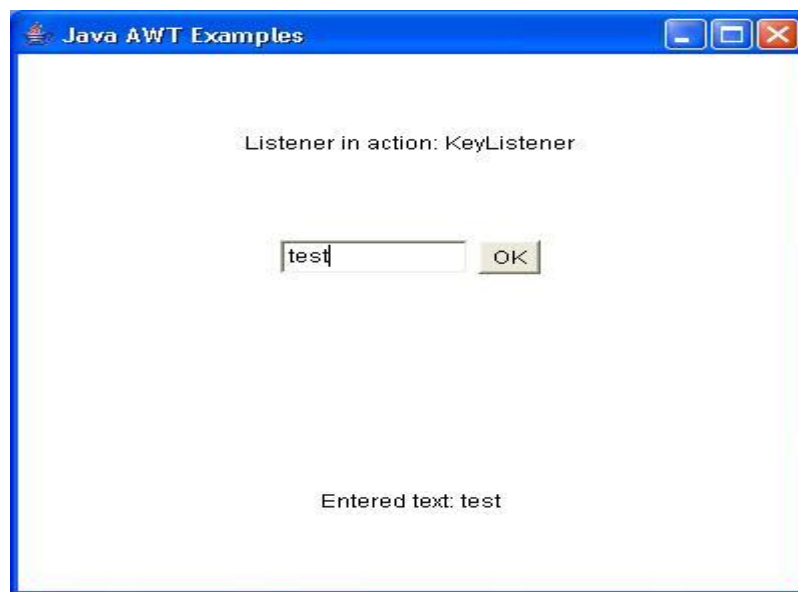 Java AWT Examples
Listener in action: KeyListener
test
OK
Entered text: test